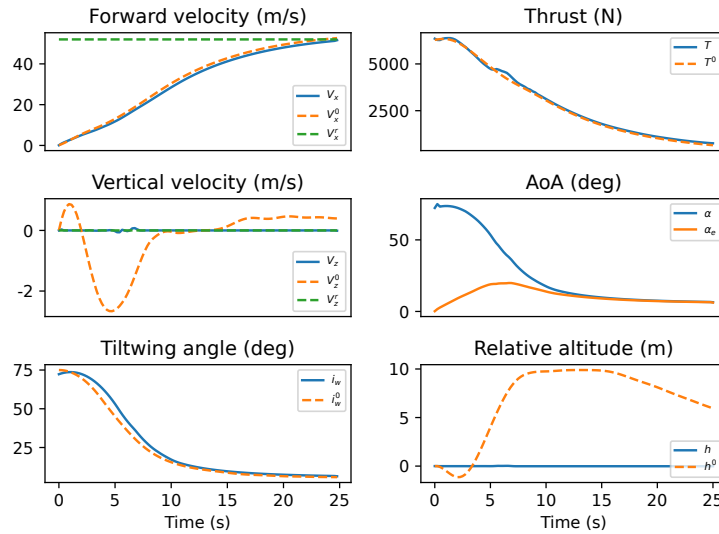 Forward velocity (m/s)
40
20
0
V_x
V_x^0
V_x^r
Thrust (N)
5000
2500
T
T^0
Vertical velocity (m/s)
0
-2
V_z
V_z^0
V_z^r
AoA (deg)
50
0
α
α_e
Tiltwing angle (deg)
75
50
25
i_w
i_w^0
0 5 10 15 20 25
Time (s)
Relative altitude (m)
10
5
0
h
h^0
0 5 10 15 20 25
Time (s)